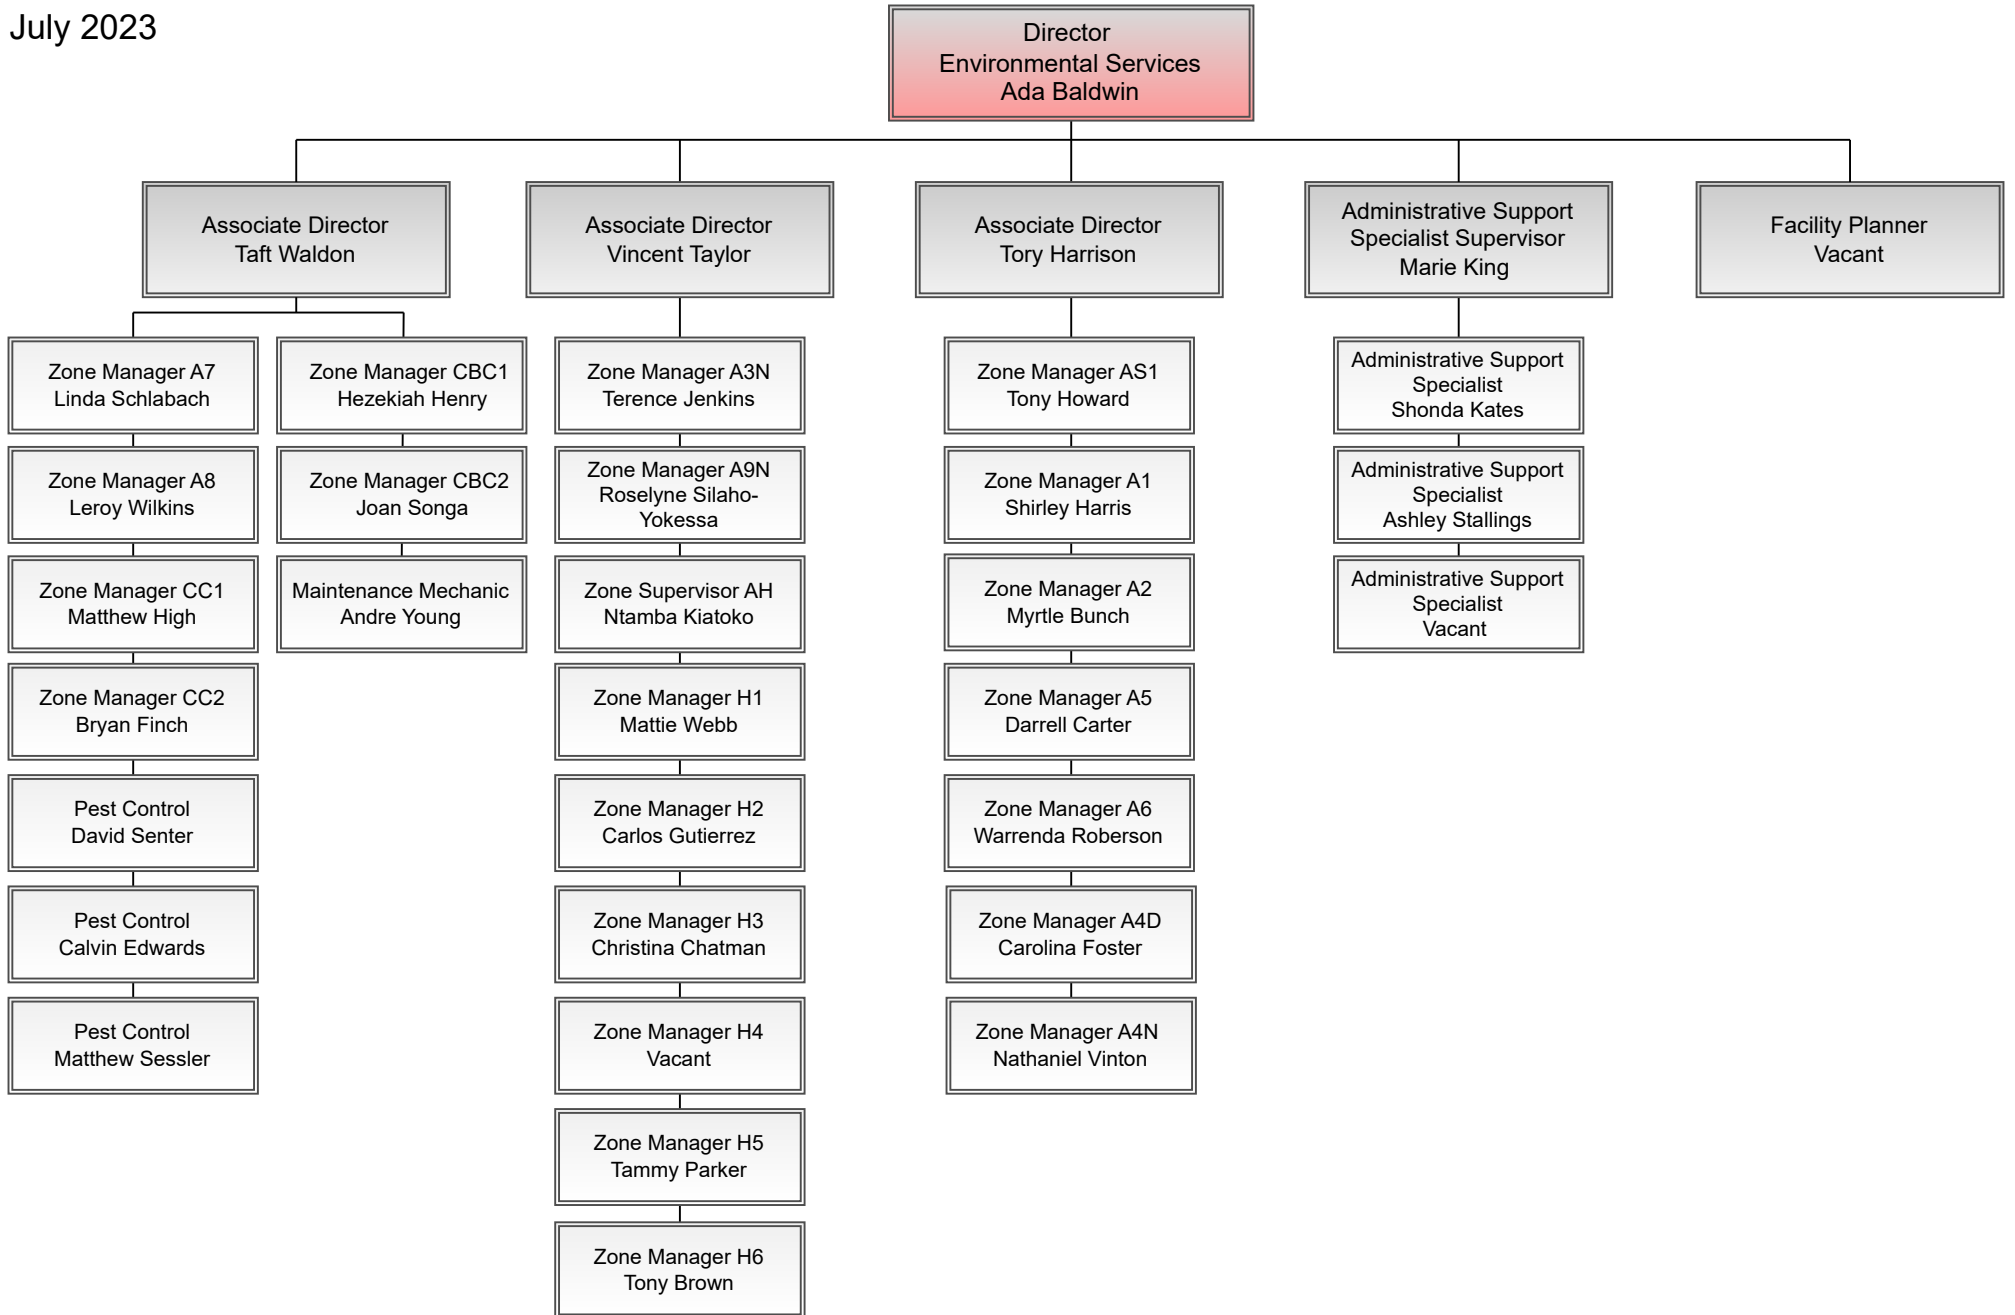 July 2023
Director
Environmental Services
Ada Baldwin
Associate Director
Taft Waldon
Associate Director
Vincent Taylor
Associate Director
Tory Harrison
Administrative Support
Specialist Supervisor
Marie King
Facility Planner
Vacant
Zone Manager A7
Linda Schlabach
Zone Manager A8
Leroy Wilkins
Zone Manager CC1
Matthew High
Zone Manager CC2
Bryan Finch
Pest Control
David Senter
Pest Control
Calvin Edwards
Pest Control
Matthew Sessler
Zone Manager CBC1
Hezekiah Henry
Zone Manager CBC2
Joan Songa
Maintenance Mechanic
Andre Young
Zone Manager A3N
Terence Jenkins
Zone Manager A9N
Roselyne Silaho-
Yokessa
Zone Supervisor AH
Ntamba Kiatoko
Zone Manager H1
Mattie Webb
Zone Manager H2
Carlos Gutierrez
Zone Manager H3
Christina Chatman
Zone Manager H4
Vacant
Zone Manager H5
Tammy Parker
Zone Manager H6
Tony Brown
Zone Manager AS1
Tony Howard
Zone Manager A1
Shirley Harris
Zone Manager A2
Myrtle Bunch
Zone Manager A5
Darrell Carter
Zone Manager A6
Warrenda Roberson
Zone Manager A4D
Carolina Foster
Zone Manager A4N
Nathaniel Vinton
Administrative Support
Specialist
Shonda Kates
Administrative Support
Specialist
Ashley Stallings
Administrative Support
Specialist
Vacant